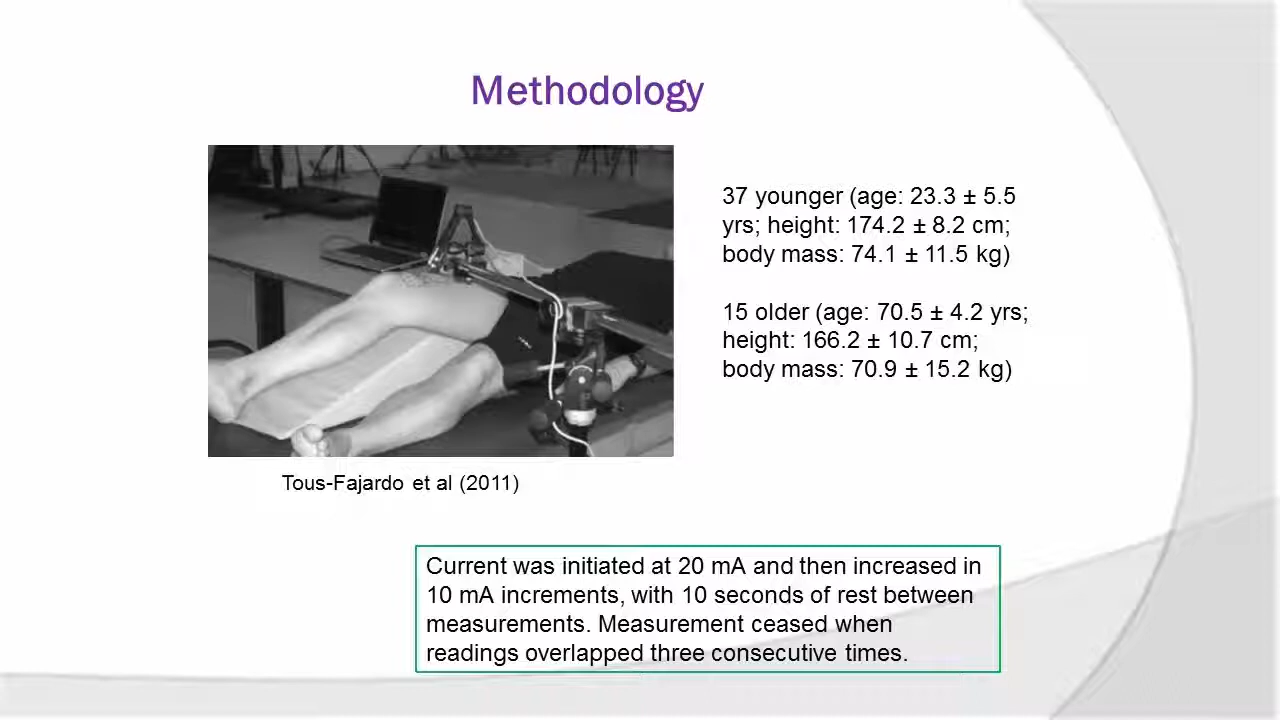 Methodology
37 younger (age: 23.3 ± 5.5
yrs; height: 174.2 ± 8.2 cm;
body mass: 74.1 ± 11.5 kg)
15 older (age: 70.5 ± 4.2 yrs;
height: 166.2 ± 10.7 cm;
body mass: 70.9 ± 15.2 kg)
Tous-Fajardo et al (2011)
Current was initiated at 20 mA and then increased in
10 mA increments, with 10 seconds of rest between
measurements. Measurement ceased when
readings overlapped three consecutive times.